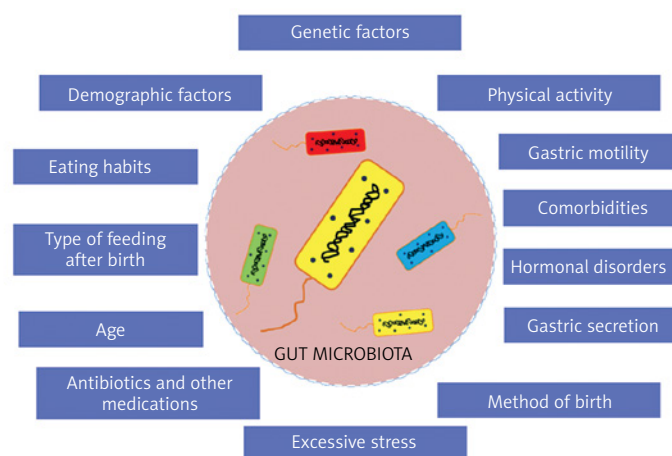 Genetic factors
Demographic factors
Physical activity
Eating habits
Gastric motility
Comorbidities
Type of feeding
after birth
Hormonal disorders
Age
Gastric secretion
GUT MICROBIOTA
Antibiotics and other
medications
Method of birth
Excessive stress